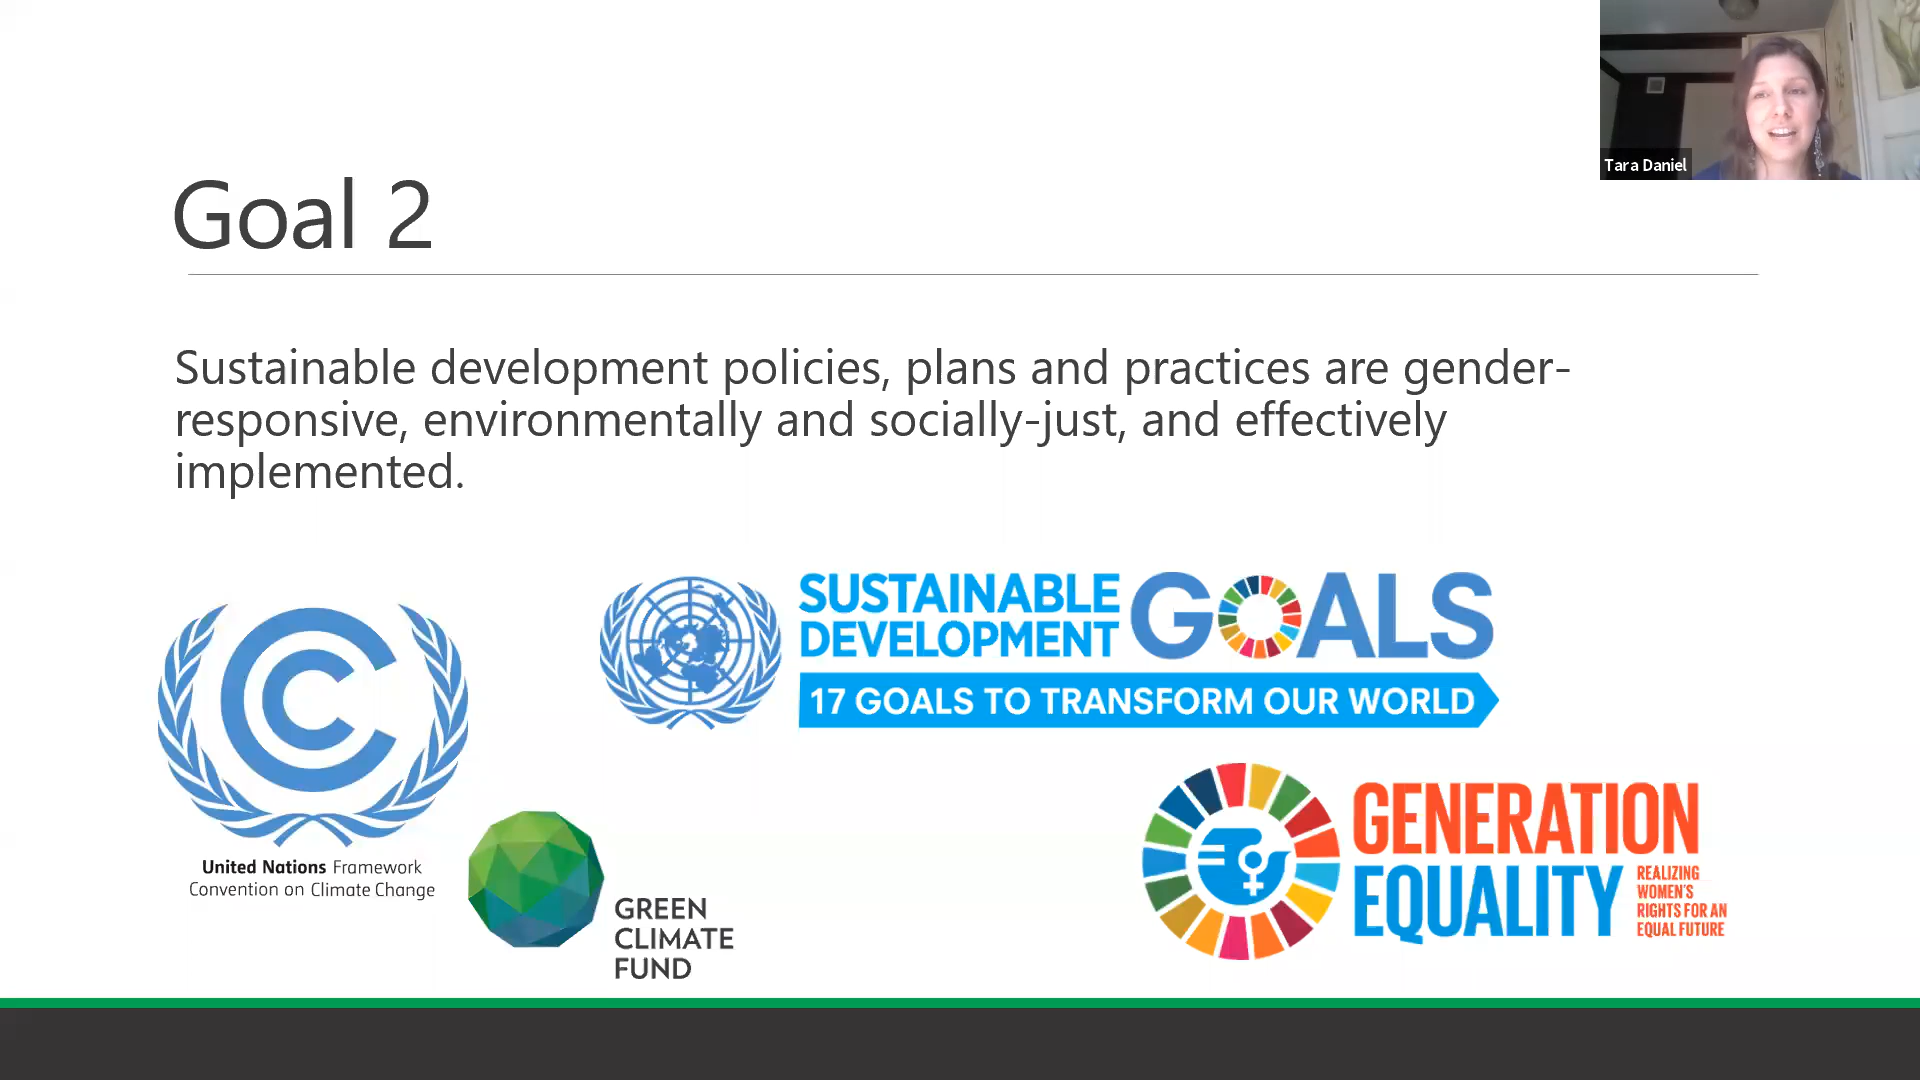 Tara Daniel
Goal 2
Sustainable development policies, plans and practices are gender-
responsive, environmentally and socially-just, and effectively
implemented.
SUSTAINABLE
DEVELOPMENT
GOALS
17 GOALS TO TRANSFORM OUR WORLD
United Nations Framework
Convention on Climate Change
GREEN
CLIMATE
FUND
GENERATION
EQUALITY
REALIZING
WOMEN'S
RIGHTS FOR AN
EQUAL FUTURE